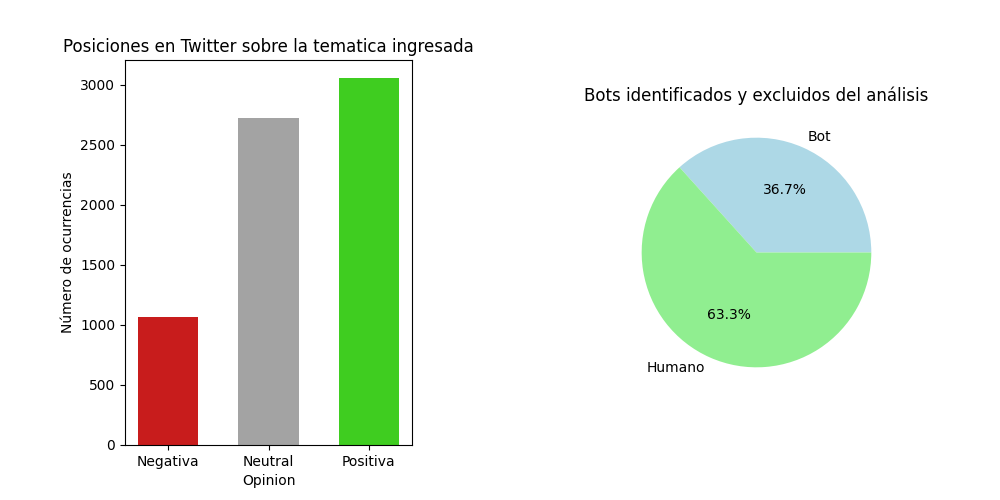 Posiciones en Twitter sobre la tematica ingresada
Número de ocurrencias
3000
2500
2000
1500
1000
500
0
Negativa
Neutral
Positiva
Opinion
Bots identificados y excluidos del análisis
Bot
36.7%
63.3%
Humano